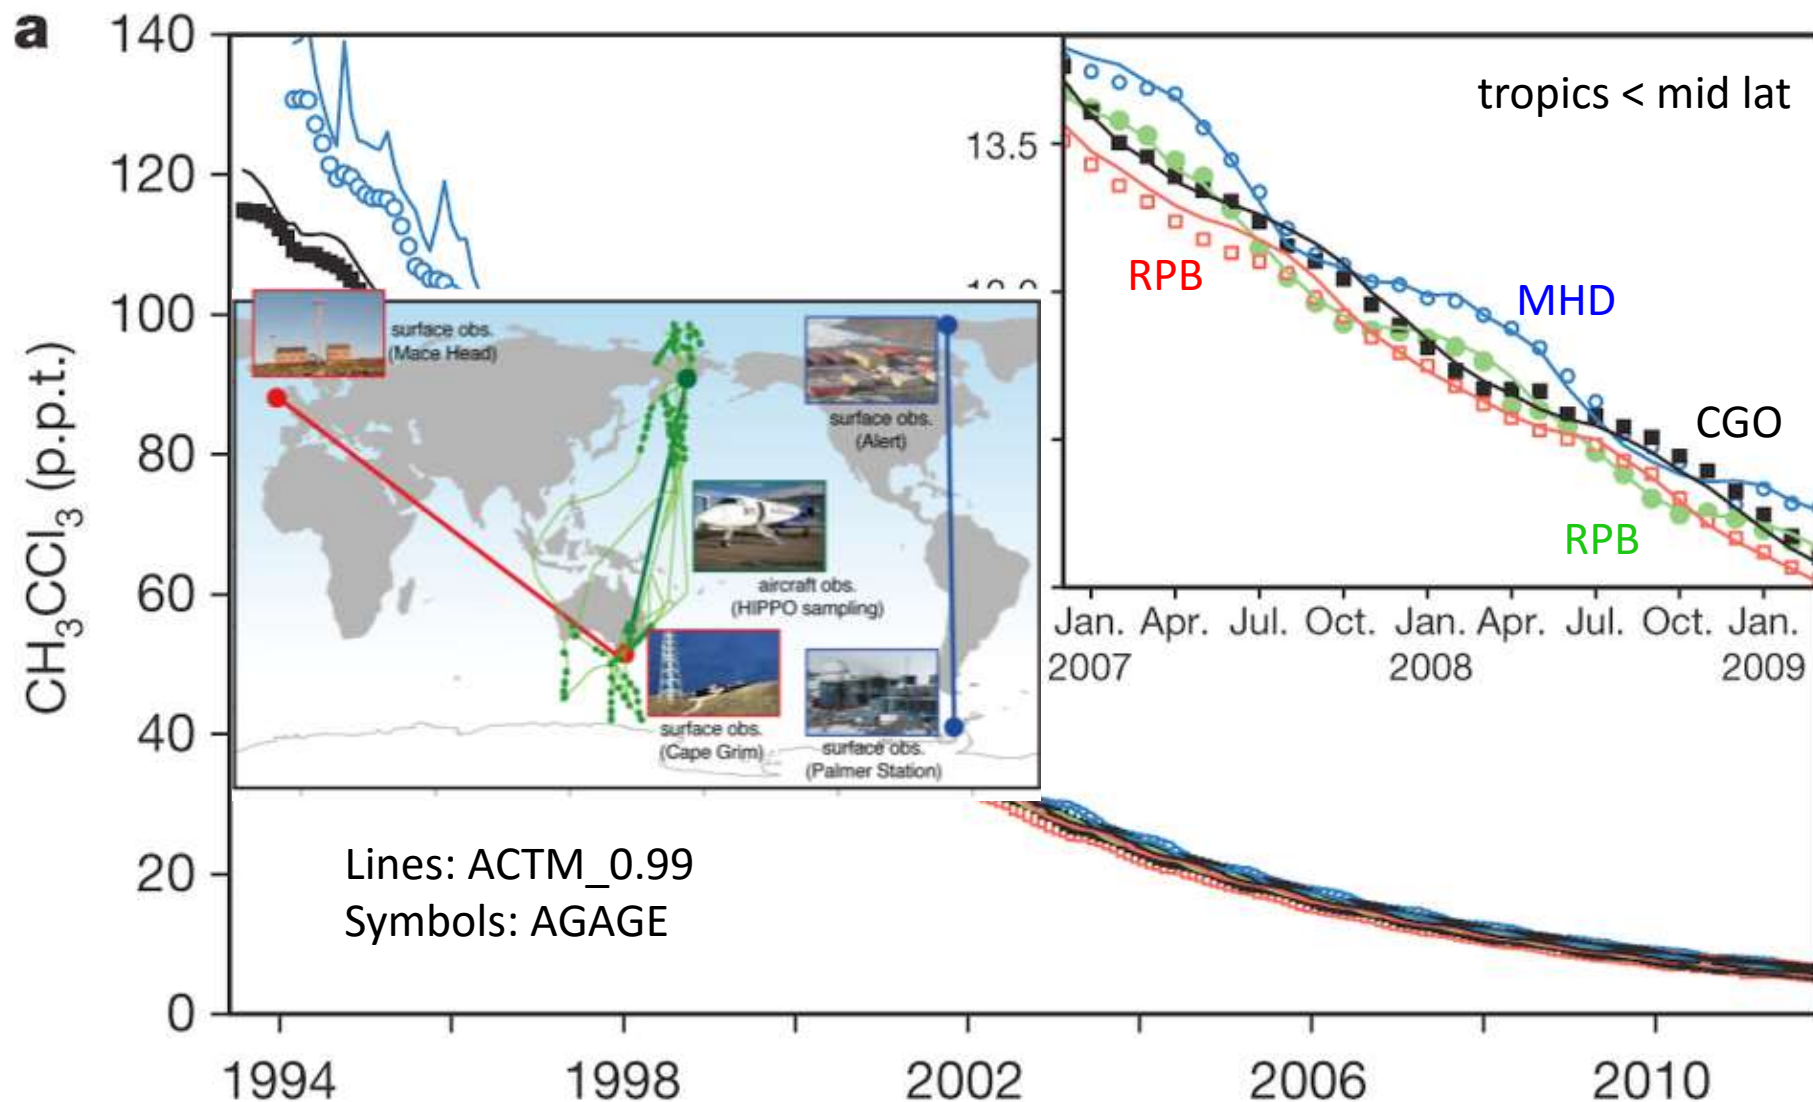 a
140
120
100
80
60
40
20
0
CH₃CCl₃ (p.p.t.)
1994
1998
2002
2006
2010
Lines: ACTM_0.99
Symbols: AGAGE
surface obs.
(Mace Head)
surface obs.
(Alert)
aircraft obs.
(HIPPO sampling)
surface obs.
(Cape Grim)
surface obs.
(Palmer Station)
tropics < mid lat
13.5
RPB
MHD
CGO
RPB
Jan. Apr. Jul. Oct. Jan. Apr. Jul. Oct. Jan.
2007 2008 2009